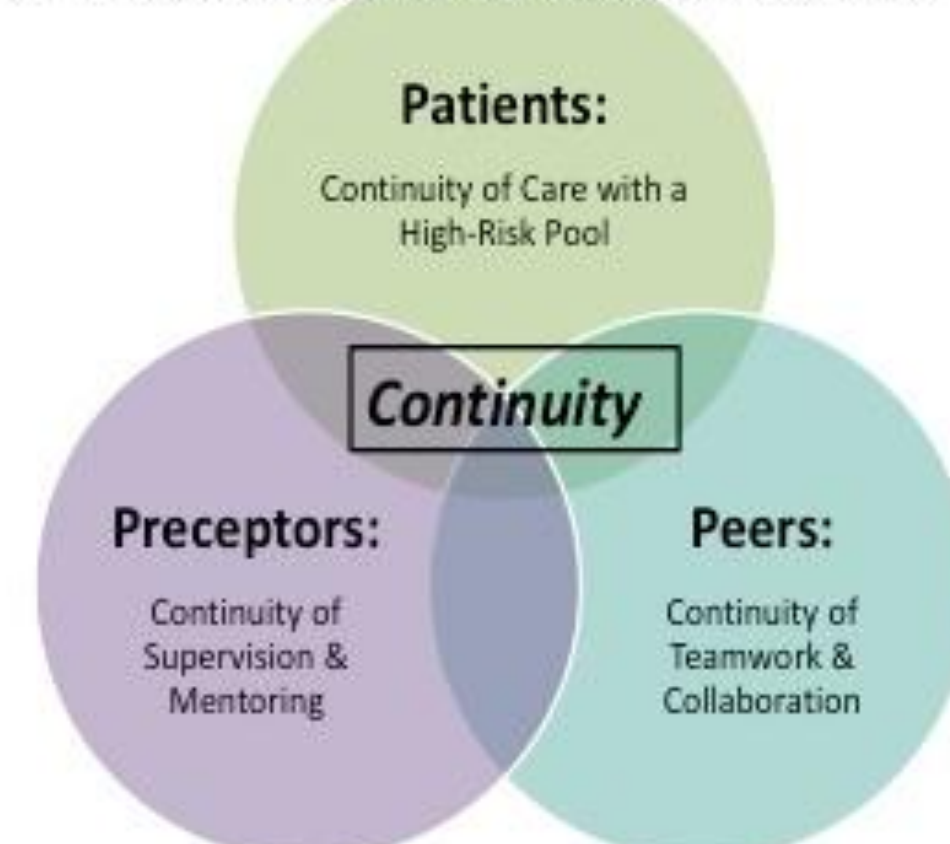 Patients:
Continuity of Care with a
High-Risk Pool
Continuity
Preceptors:
Continuity of
Supervision &
Mentoring
Peers:
Continuity of
Teamwork &
Collaboration